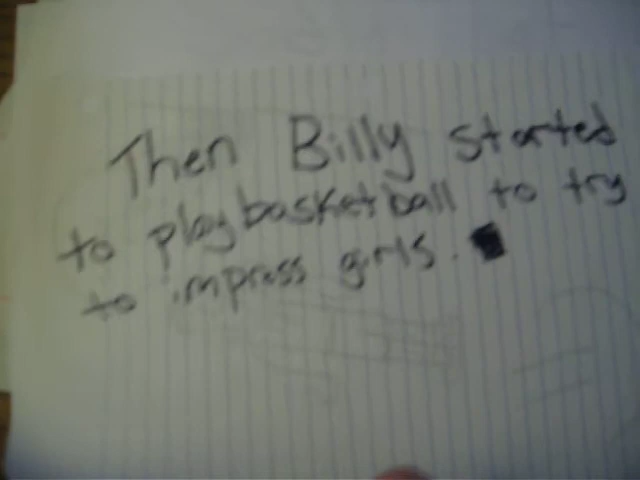 Then Billy started
to play basketball to try
to impress girls.